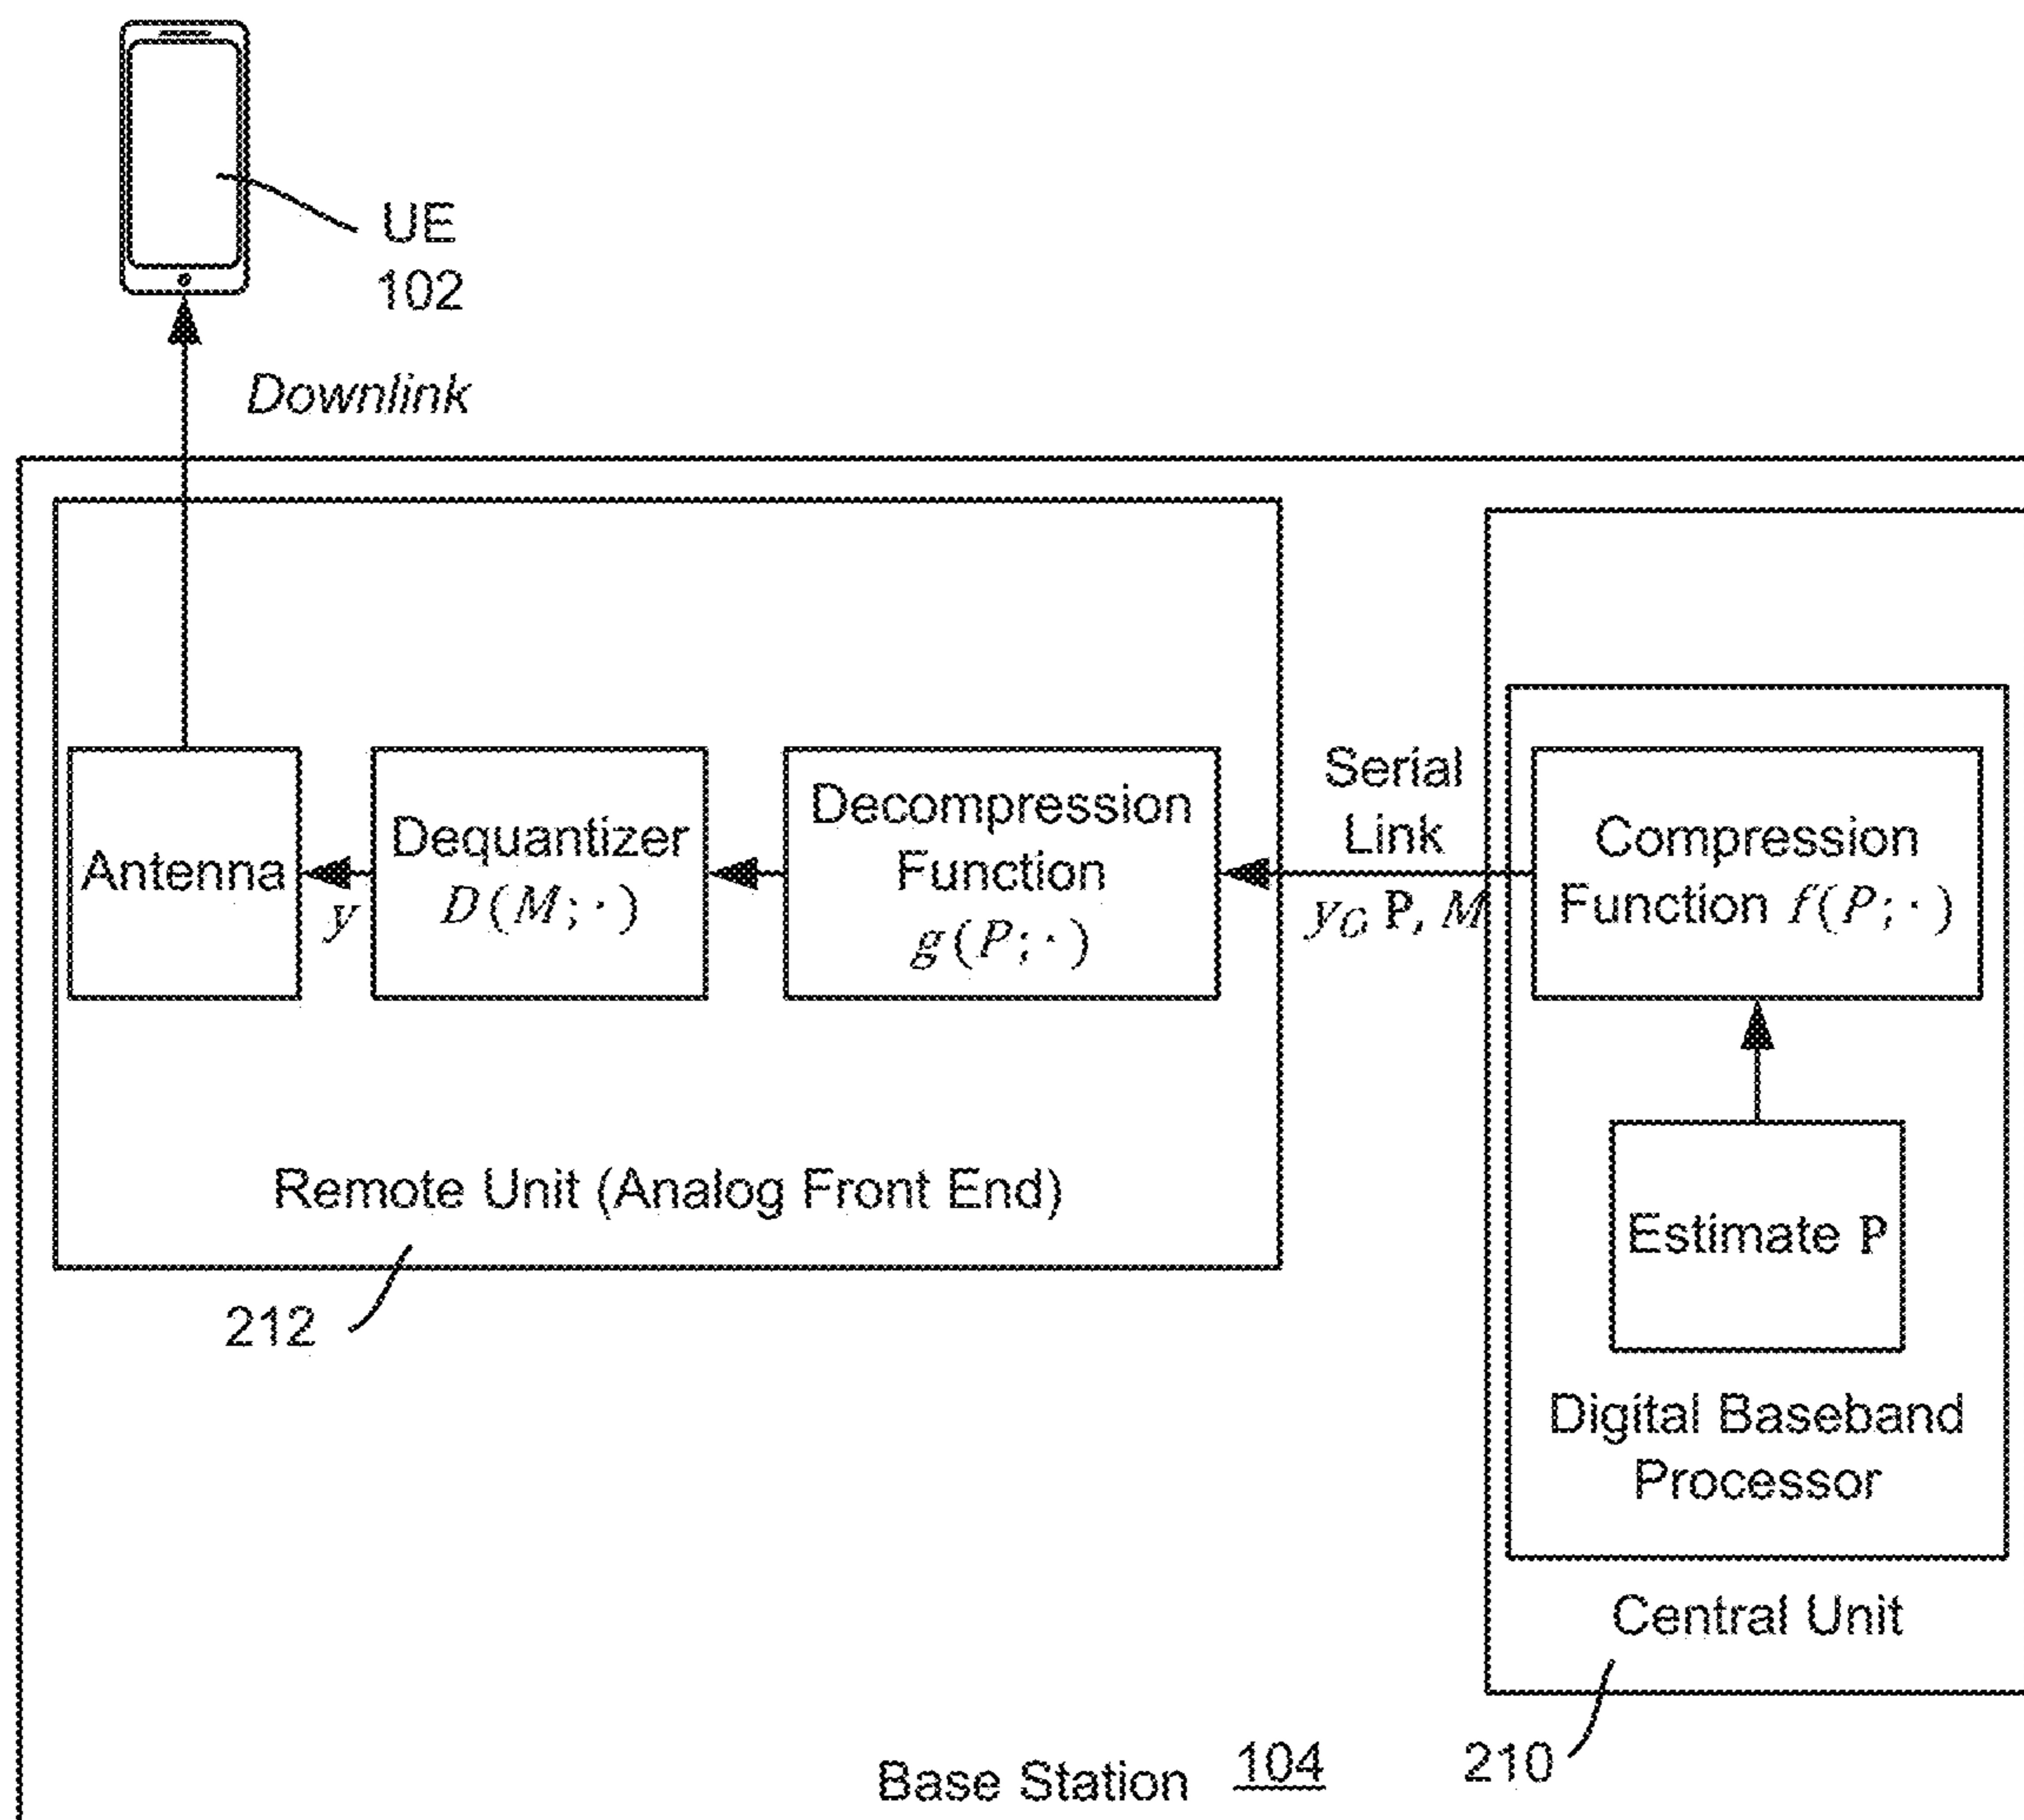 UE
102
Downlink
Antenna
y
Dequantizer
D(M; ·)
Decompression
Function
g(P; ·)
Serial
Link
y_C, P, M
Compression
Function f(P; ·)
Estimate P
Digital Baseband
Processor
Central Unit
Remote Unit (Analog Front End)
212
210
Base Station 104